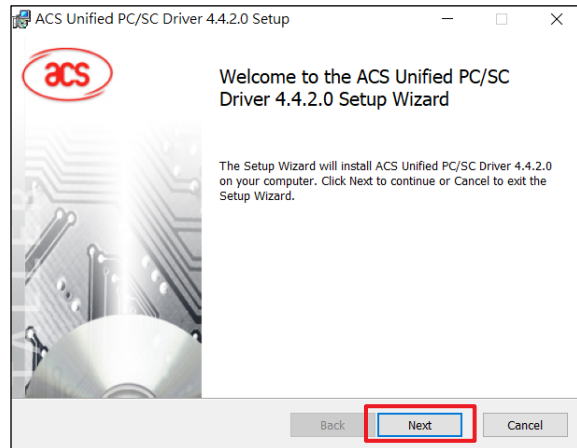 ACS Unified PC/SC Driver 4.4.2.0 Setup
acs
Welcome to the ACS Unified PC/SC
Driver 4.4.2.0 Setup Wizard
The Setup Wizard will install ACS Unified PC/SC Driver 4.4.2.0
on your computer. Click Next to continue or Cancel to exit the
Setup Wizard.
Back
Next
Cancel